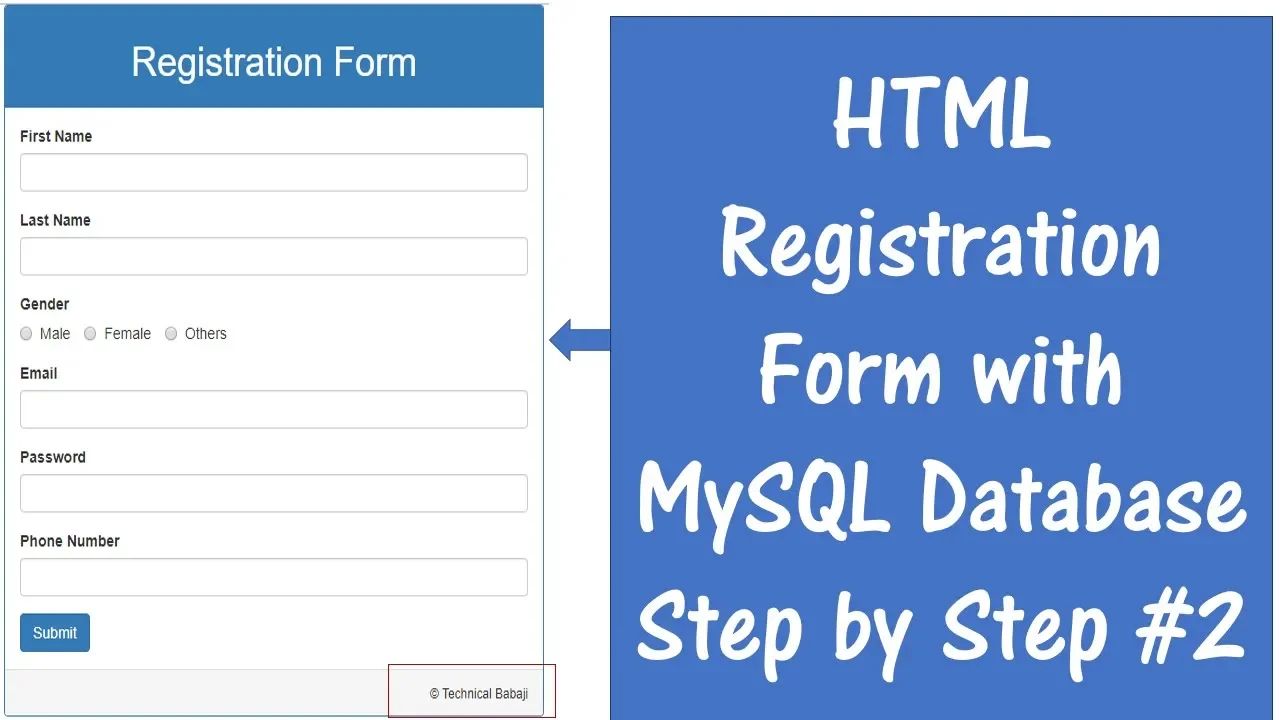 Registration Form
First Name
Last Name
Gender
Male Female Others
Email
Password
Phone Number
Submit
© Technical Babaji
HTML
Registration
Form with
MySQL Database
Step by Step #2